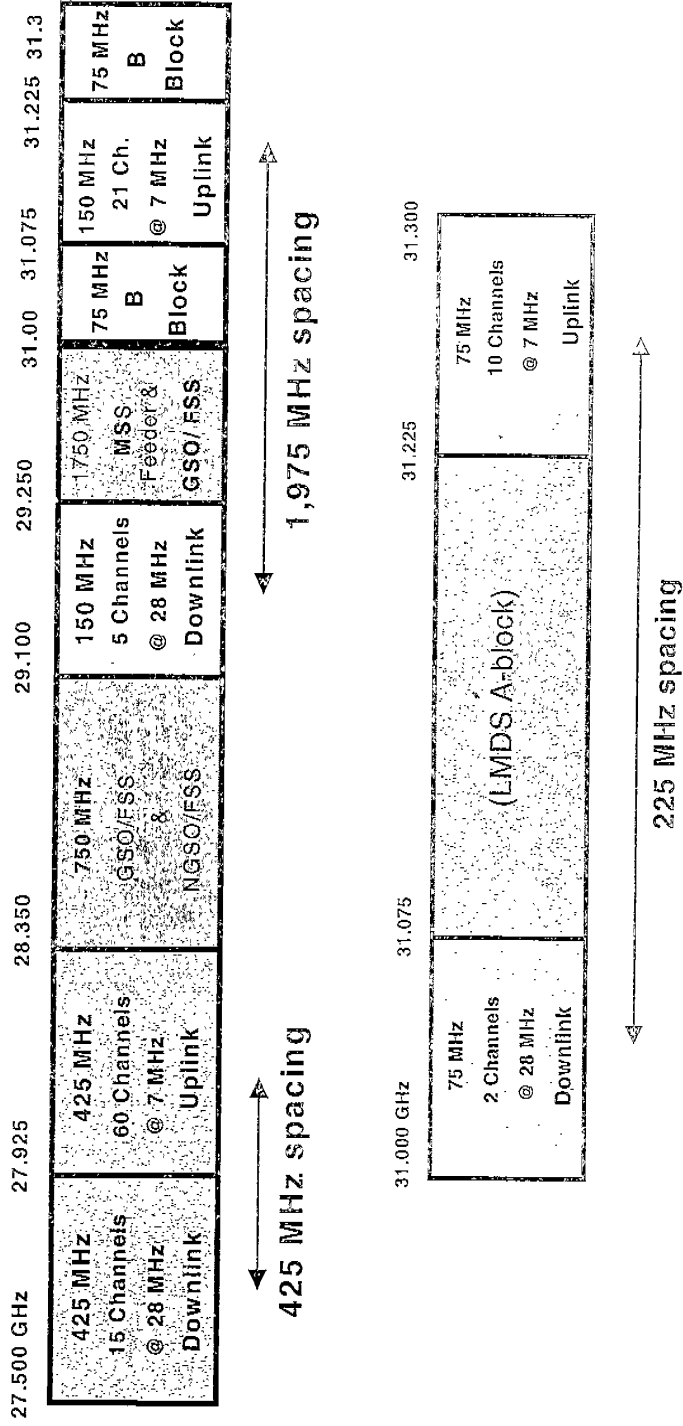 27.500 GHz 27.925 28.350 29.100 29.250 31.00 31.075 31.225 31.3
425 MHz
15 Channels
@ 28 MHz
Downlink
425 MHz
60 Channels
@ 7 MHz
Uplink
750 MHz
GSO/FSS
&
NGSO/FSS
150 MHz
5 Channels
@ 28 MHz
Downlink
1750 MHz
MSS
Feeder &
GSO/FSS
75 MHz
B
Block
150 MHz
21 Ch.
@ 7 MHz
Uplink
75 MHz
B
Block
425 MHz spacing
1,975 MHz spacing
31.000 GHz 31.075 31.225 31.300
75 MHz
2 Channels
@ 28 MHz
Downlink
(LMDS A-block)
75 MHz
10 Channels
@ 7 MHz
Uplink
225 MHz spacing